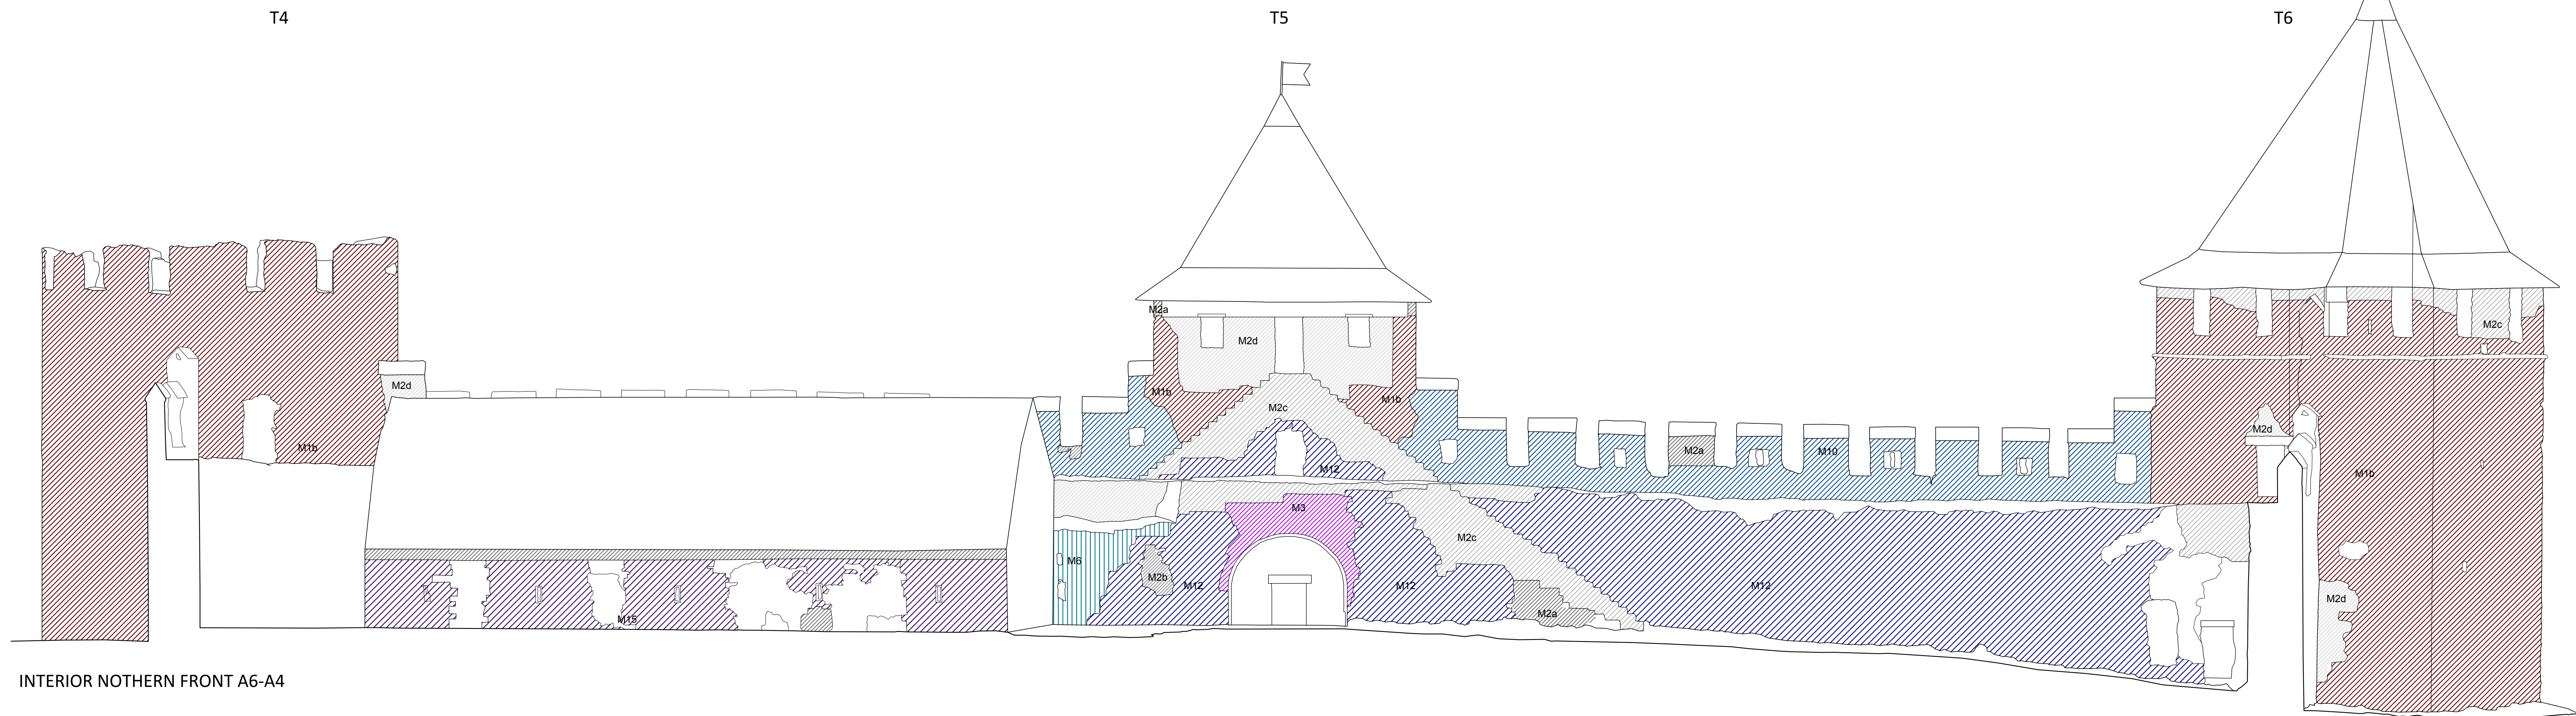 T4 T5 T6
M2a
M2c
M2d
M2d
M1b M1b
M2c
M2d
M1b M2a M10
M12
M1b
M3
M2c
M6
M2b
M12 M12 M12
M2d
M15 M2a
INTERIOR NOTHERN FRONT A6-A4